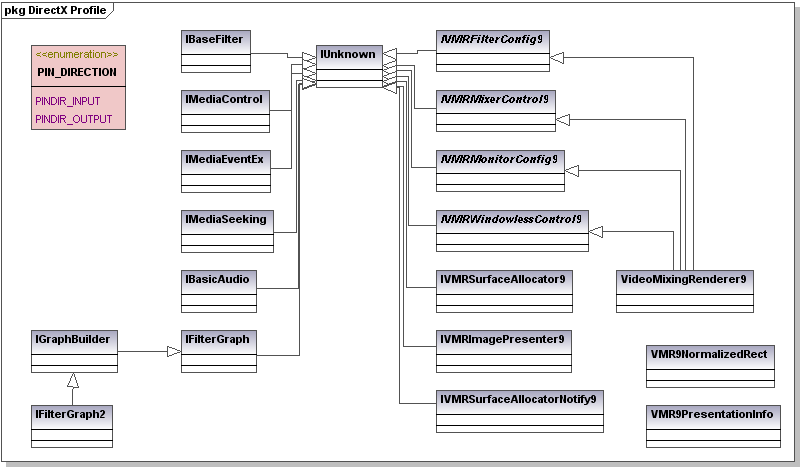 pkg DirectX Profile
<<enumeration>>
PIN_DIRECTION
PINDIR_INPUT
PINDIR_OUTPUT
IBaseFilter
IMediaControl
IMediaEventEx
IMediaSeeking
IBasicAudio
IGraphBuilder
IFilterGraph
IFilterGraph2
IUnknown
IVMRFilterConfig9
IVMRMixerControl9
IVMRMonitorConfig9
IVMRWindowlessControl9
IVMRSurfaceAllocator9
IVMRImagePresenter9
IVMRSurfaceAllocatorNotify9
VideoMixingRenderer9
VMR9NormalizedRect
VMR9PresentationInfo